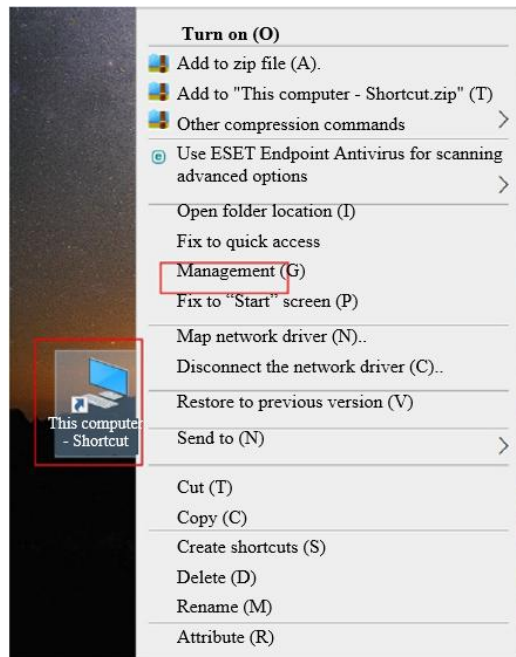 Turn on (O)
Add to zip file (A).
Add to "This computer - Shortcut.zip" (T)
Other compression commands
Use ESET Endpoint Antivirus for scanning
advanced options
Open folder location (I)
Fix to quick access
Management (G)
Fix to “Start” screen (P)
Map network driver (N)..
Disconnect the network driver (C)..
Restore to previous version (V)
Send to (N)
Cut (T)
Copy (C)
Create shortcuts (S)
Delete (D)
Rename (M)
Attribute (R)
This computer
- Shortcut